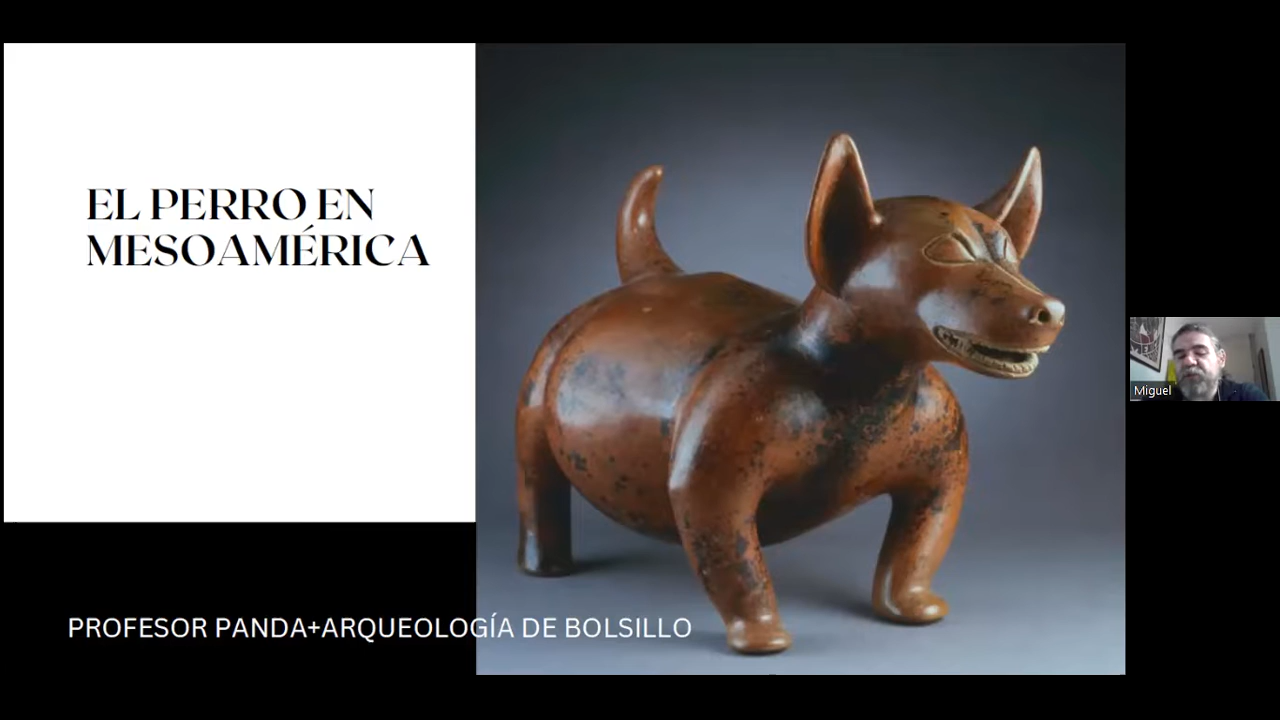 EL PERRO EN
MESOAMÉRICA
PROFESOR PANDA+ARQUEOLOGÍA DE BOLSILLO
Miguel